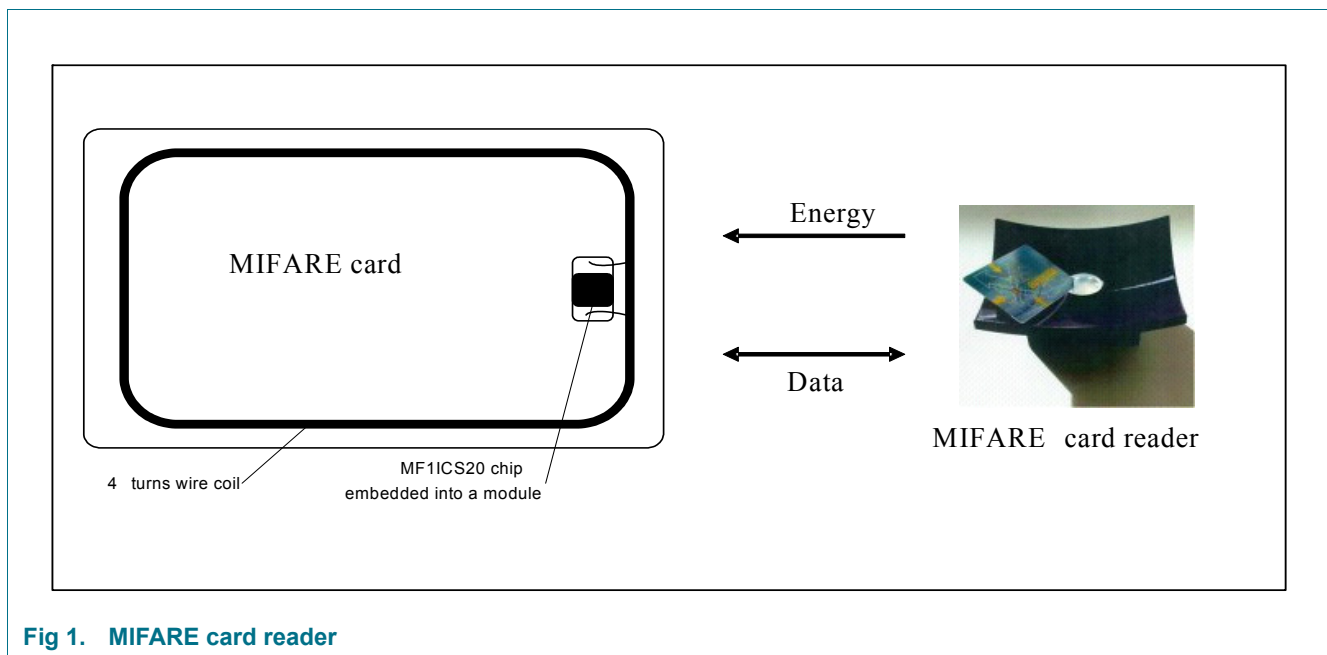 MIFARE card
Energy
Data
MIFARE card reader
4 turns wire coil
MF1ICS20 chip
embedded into a module
Fig 1. MIFARE card reader